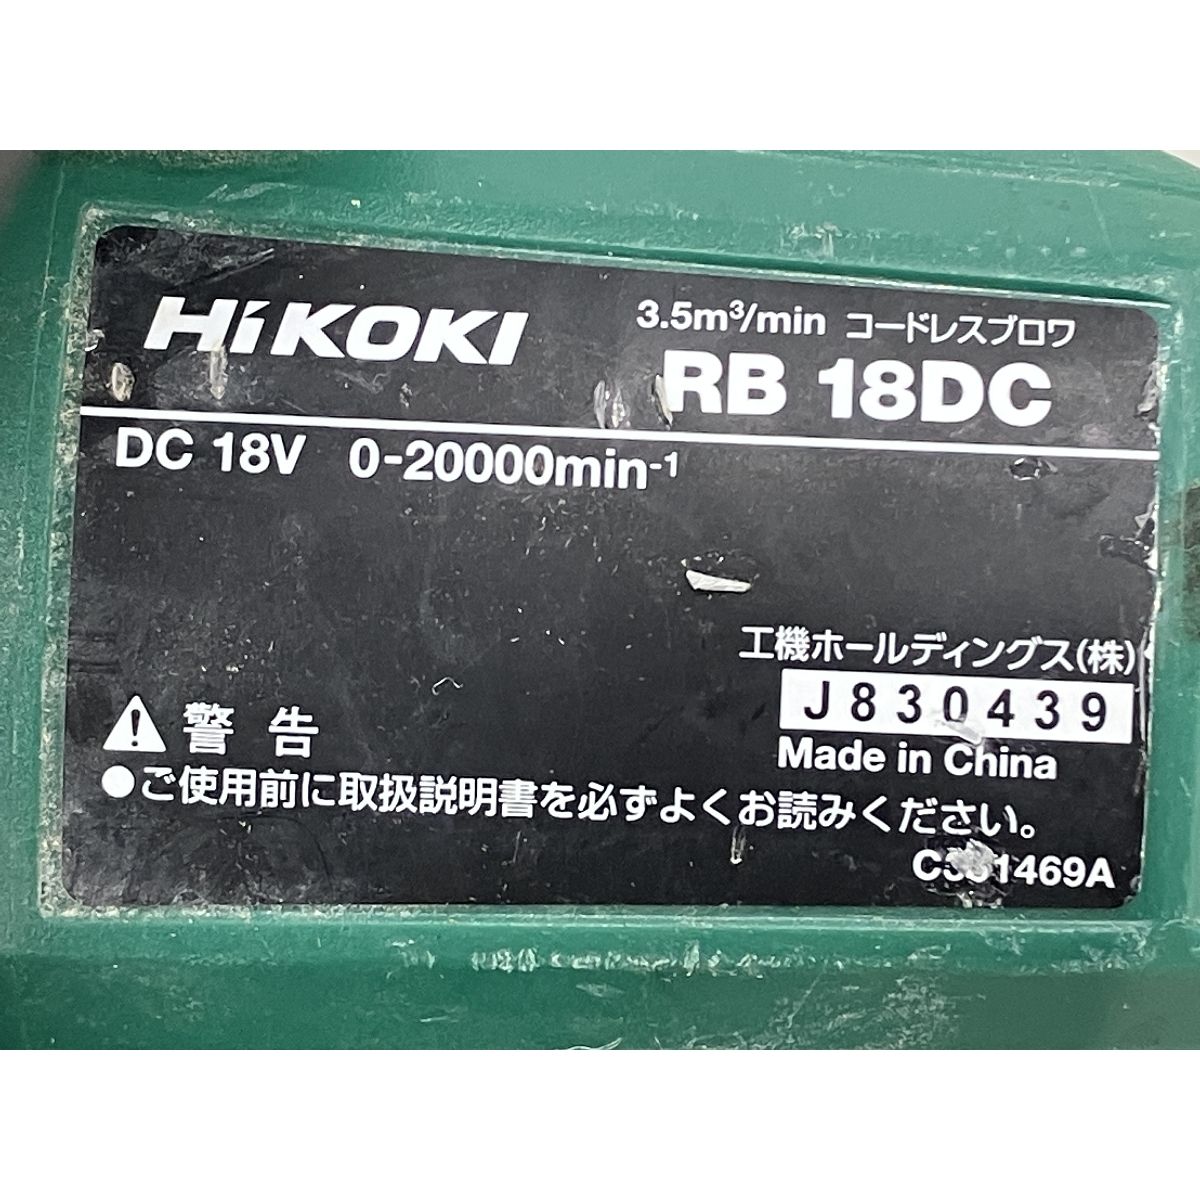 HiKOKI
3.5m³/min コードレスブロワ
RB 18DC
DC 18V 0-20000min⁻¹
工機ホールディングス(株)
J830439
Made in China
警告
●ご使用前に取扱説明書を必ずよくお読みください。